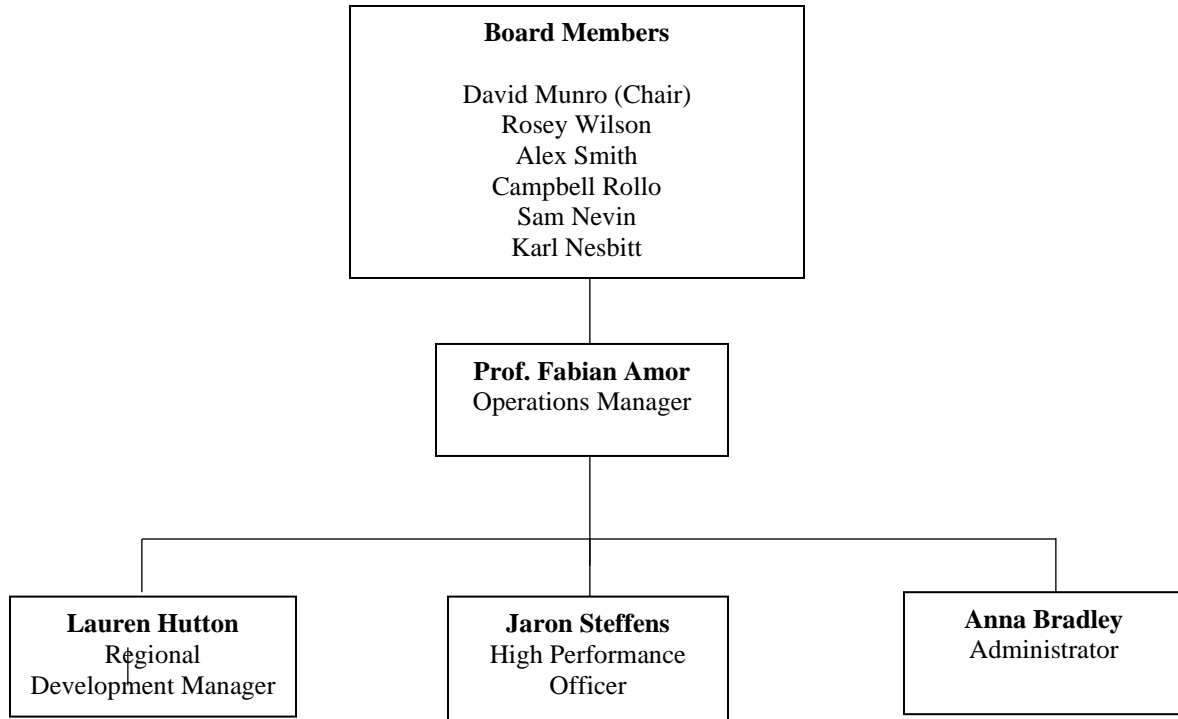 Board Members
David Munro (Chair)
Rosey Wilson
Alex Smith
Campbell Rollo
Sam Nevin
Karl Nesbitt
Prof. Fabian Amor
Operations Manager
Lauren Hutton
Regional
Development Manager
Jaron Steffens
High Performance
Officer
Anna Bradley
Administrator